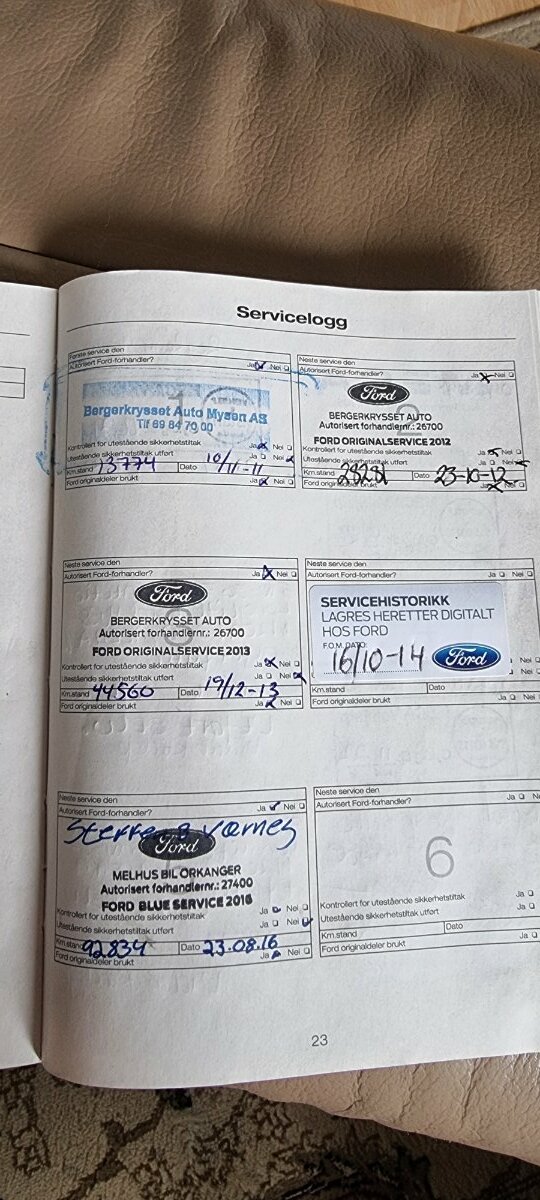 Servicelogg
Første service den
Autorisert Ford-forhandler? Ja Nei
Bergerkrysset Auto Mysen AS
Tlf 69 84 70 00
Kontrollert for utestående sikkerhetstiltak Ja Nei
Utestående sikkerhetstiltak utført Ja Nei
Km.stand 13774 Dato 10/11-11
Ford originaldeler brukt Ja Nei
Neste service den
Autorisert Ford-forhandler? Ja Nei
2
Ford
BERGERKRYSSET AUTO
Autorisert forhandlernr.: 26700
FORD ORIGINALSERVICE 2012
Kontrollert for utestående sikkerhetstiltak Ja Nei
Utestående sikkerhetstiltak utført Ja Nei
Km.stand 28281 Dato 23-10-12
Ford originaldeler brukt Ja Nei
Neste service den
Autorisert Ford-forhandler? Ja Nei
3
Ford
BERGERKRYSSET AUTO
Autorisert forhandlernr.: 26700
FORD ORIGINALSERVICE 2013
Kontrollert for utestående sikkerhetstiltak Ja Nei
Utestående sikkerhetstiltak utført Ja Nei
Km.stand 44560 Dato 19/12-13
Ford originaldeler brukt Ja Nei
Neste service den
Autorisert Ford-forhandler? Ja Nei
SERVICEHISTORIKK
LAGRES HERETTER DIGITALT
HOS FORD
F.O.M DATO:
16/10-14 Ford
Nei
Nei
Km.stand Dato
Ford originaldeler brukt Ja Nei
Neste service den
Autorisert Ford-forhandler? Ja Nei
Ford
MELHUS BIL ORKANGER
Autorisert forhandlernr.: 27400
FORD BLUE SERVICE 2016
Kontrollert for utestående sikkerhetstiltak Ja Nei
Utestående sikkerhetstiltak utført Ja Nei
Km.stand 92834 Dato 23.08.16
Ford originaldeler brukt Ja Nei
Neste service den
Autorisert Ford-forhandler? Ja
6
Kontrollert for utestående sikkerhetstiltak Ja
Utestående sikkerhetstiltak utført Ja
Km.stand Dato
Ford originaldeler brukt Ja
23